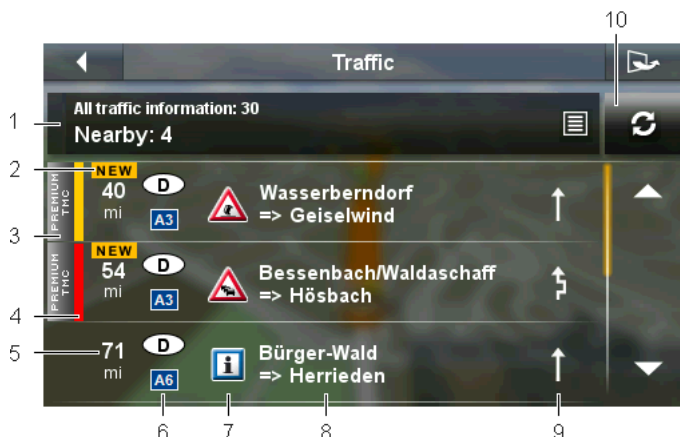 10
Traffic
All traffic information: 30
1
Nearby: 4
2
NEW
PREMIUM
TMC
40
mi
D
A3
Wasserberndorf
=> Geiselwind
3
NEW
PREMIUM
TMC
54
mi
D
A3
Bessenbach/Waldaschaff
=> Hösbach
4
5
71
mi
D
A6
i
Bürger-Wald
=> Herrieden
6 7 8 9